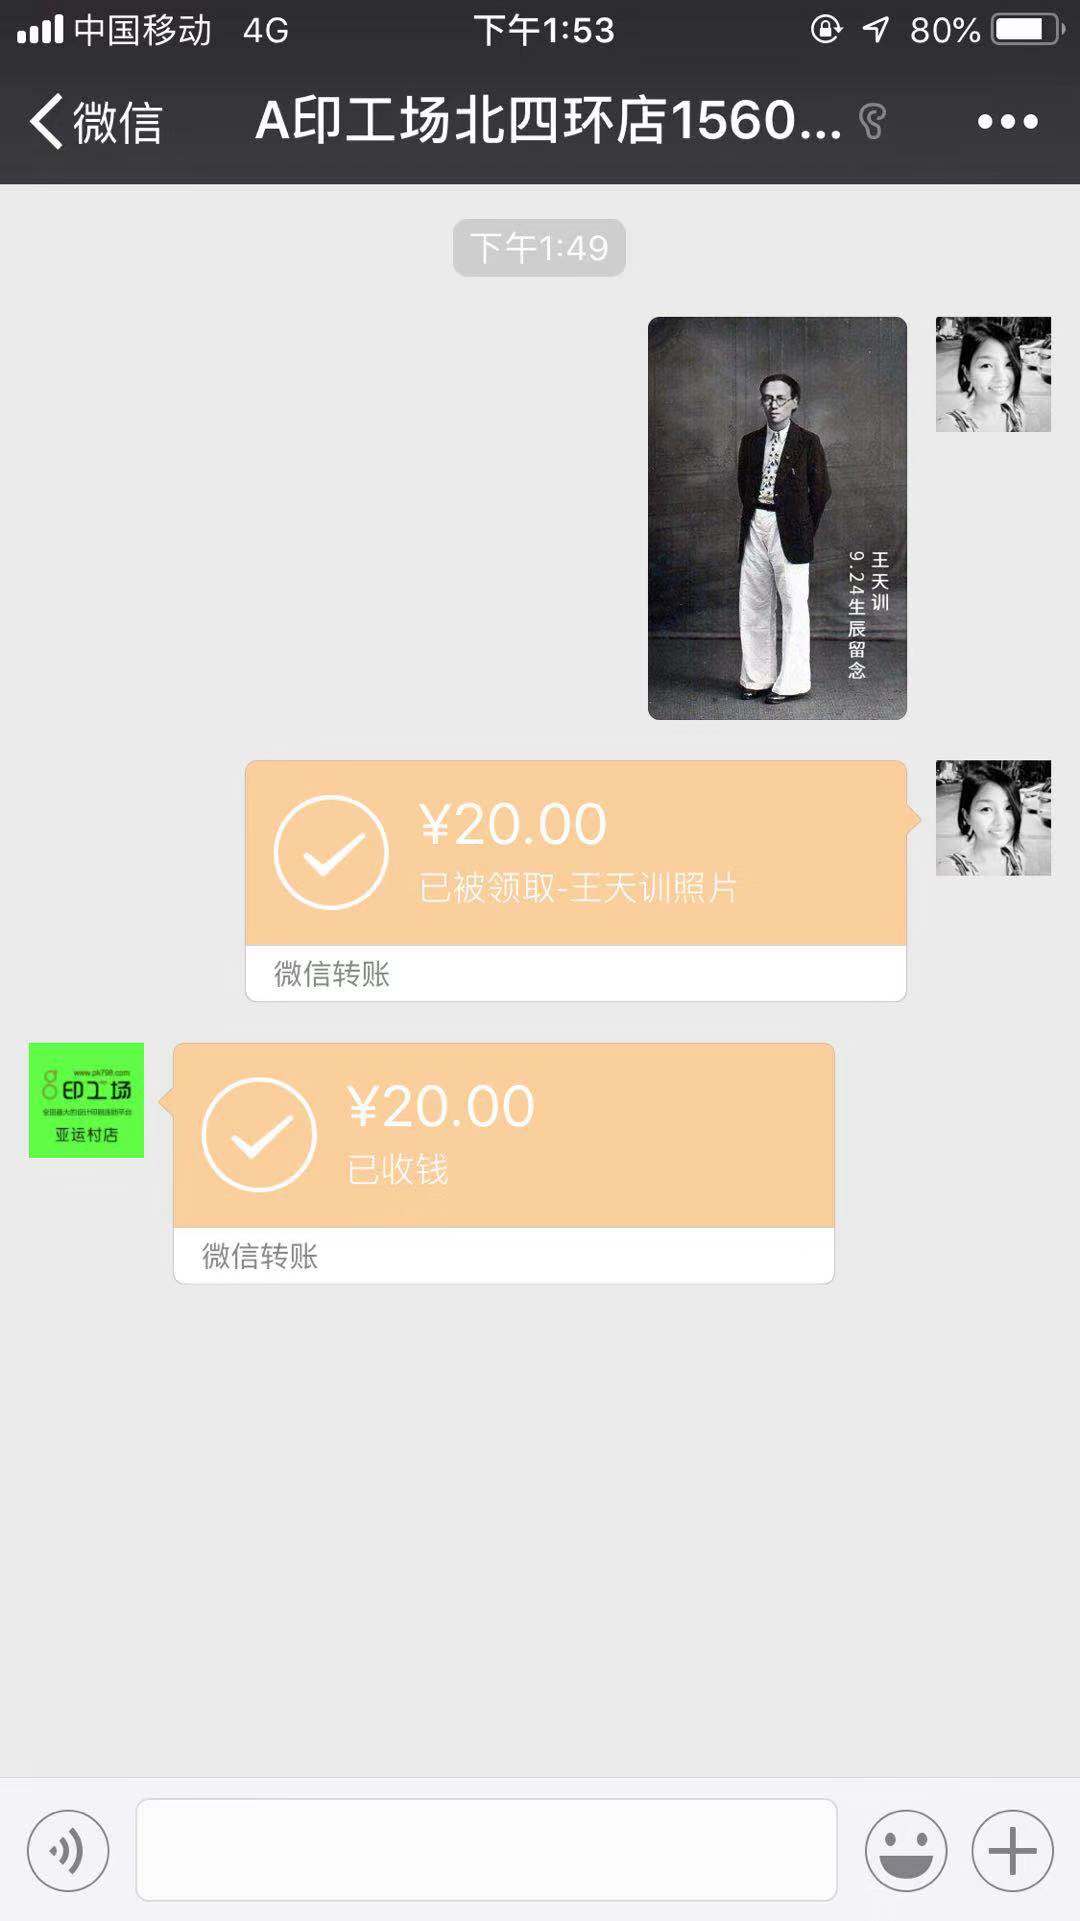 中国移动 4G 下午1:53 80%
微信 A印工场北四环店1560...
下午1:49
王天训
9.24生辰留念
¥20.00
已被领取-王天训照片
微信转账
www.pk798.com
印工场
全国最大的设计印刷连锁平台
亚运村店
¥20.00
已收钱
微信转账